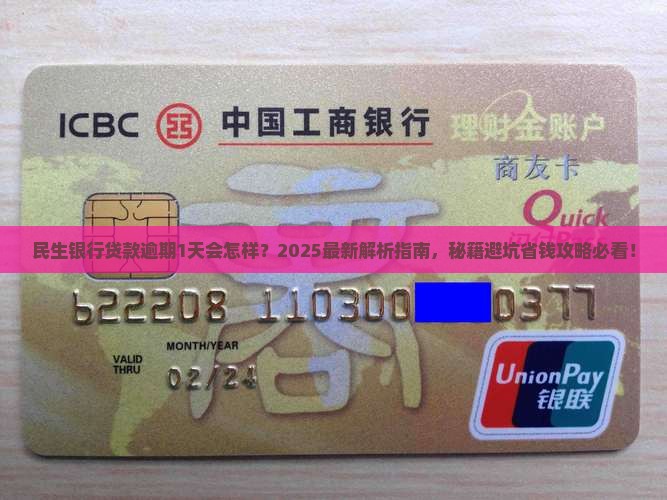 ICBC 中国工商银行 理财金账户
商友卡
Quick
民生银行贷款逾期1天会怎样？2025最新解析指南，秘籍避坑省钱攻略必看！
622208 110300 0377
MONTH/YEAR
VALID
THRU
02/24
UnionPay
银联